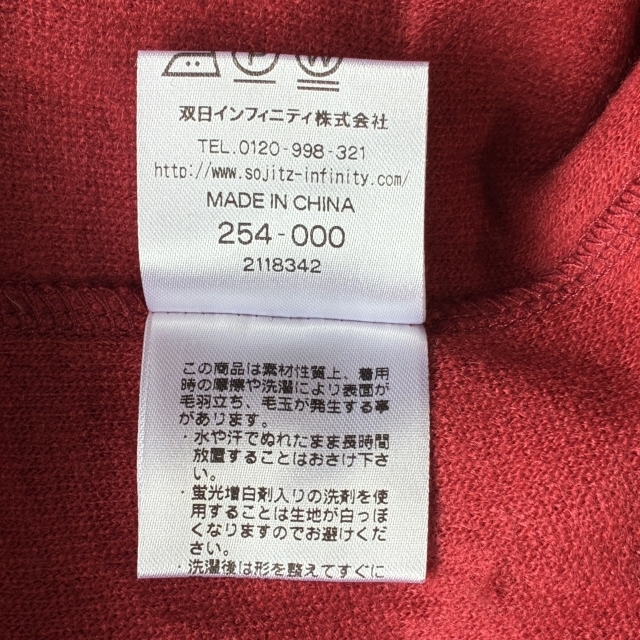 P W
双日インフィニティ株式会社
TEL.0120-998-321
http://www.sojitz-infinity.com/
MADE IN CHINA
254-000
2118342
この商品は素材性質上、着用
時の摩擦や洗濯により表面が
毛羽立ち、毛玉が発生する事
があります。
・水や汗でぬれたまま長時間
放置することはおさけ下さ
い。
・蛍光増白剤入りの洗剤を使
用することは生地が白っぽ
くなりますのでお避けくだ
さい。
・洗濯後は形を整えてすぐに